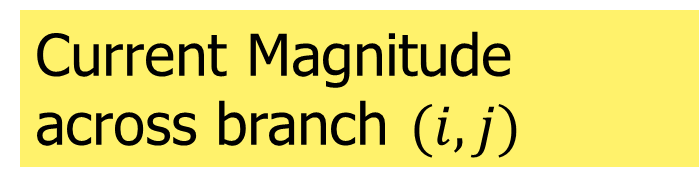 Current Magnitude
across branch (i, j)